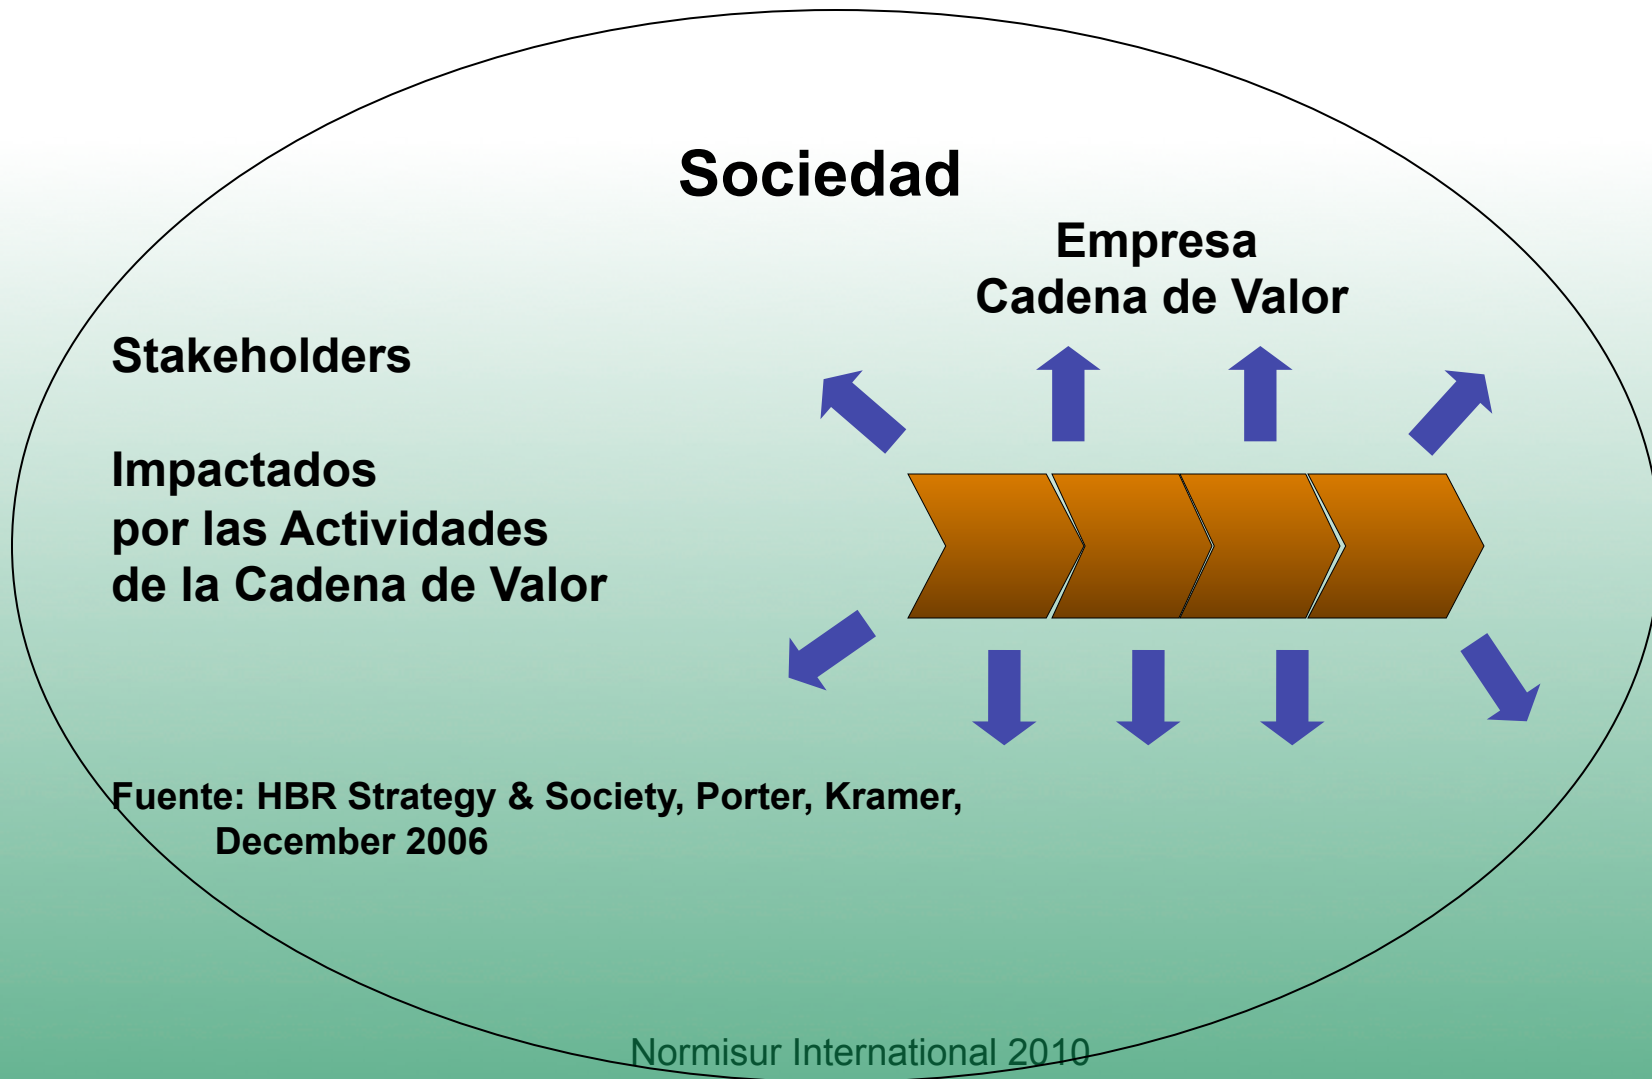 Sociedad
Empresa
Cadena de Valor
Stakeholders
Impactados
por las Actividades
de la Cadena de Valor
Fuente: HBR Strategy & Society, Porter, Kramer,
December 2006
Normisur International 2010